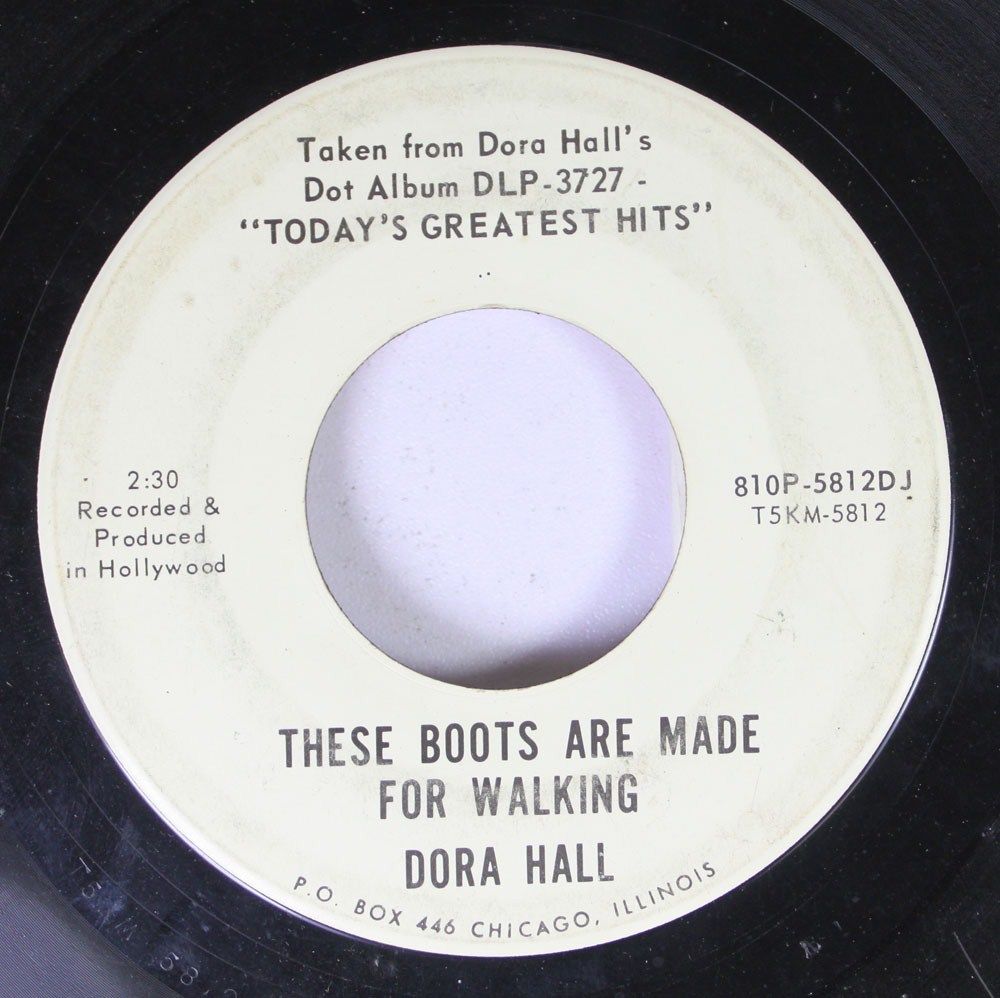 Taken from Dora Hall's
Dot Album DLP-3727 -
"TODAY'S GREATEST HITS"
2:30
Recorded &
Produced
in Hollywood
810P-5812DJ
T5KM-5812
THESE BOOTS ARE MADE
FOR WALKING
DORA HALL
P.O. BOX 446 CHICAGO, ILLINOIS